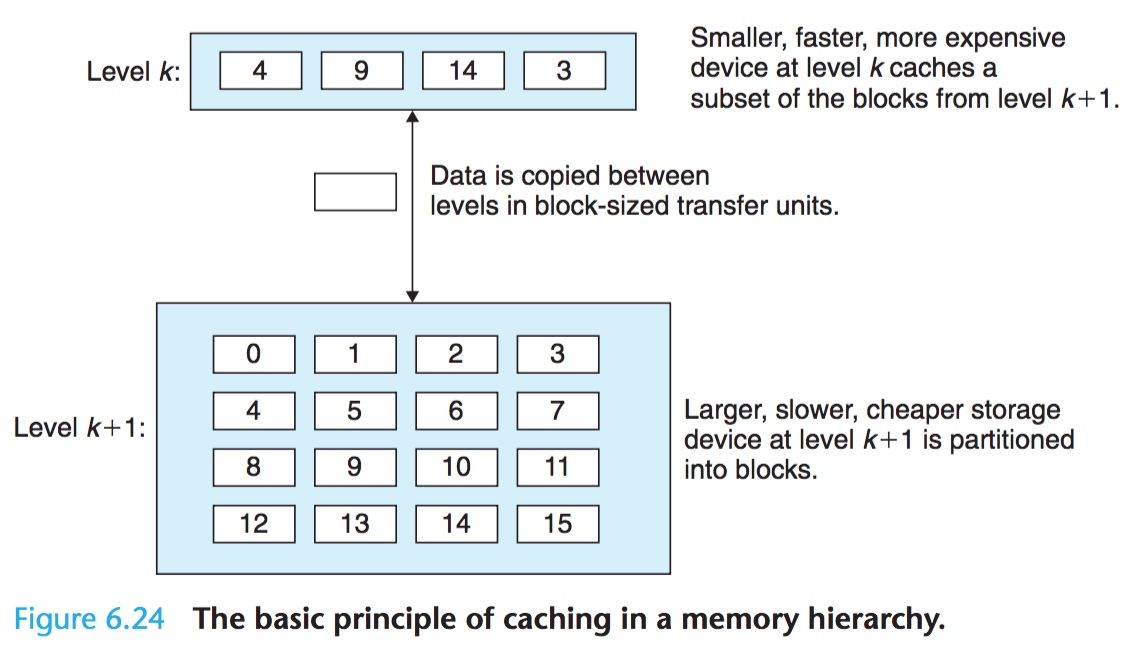 Level k:
4 9 14 3
Smaller, faster, more expensive
device at level k caches a
subset of the blocks from level k+1.
Data is copied between
levels in block-sized transfer units.
Level k+1:
0 1 2 3
4 5 6 7
8 9 10 11
12 13 14 15
Larger, slower, cheaper storage
device at level k+1 is partitioned
into blocks.
Figure 6.24 The basic principle of caching in a memory hierarchy.